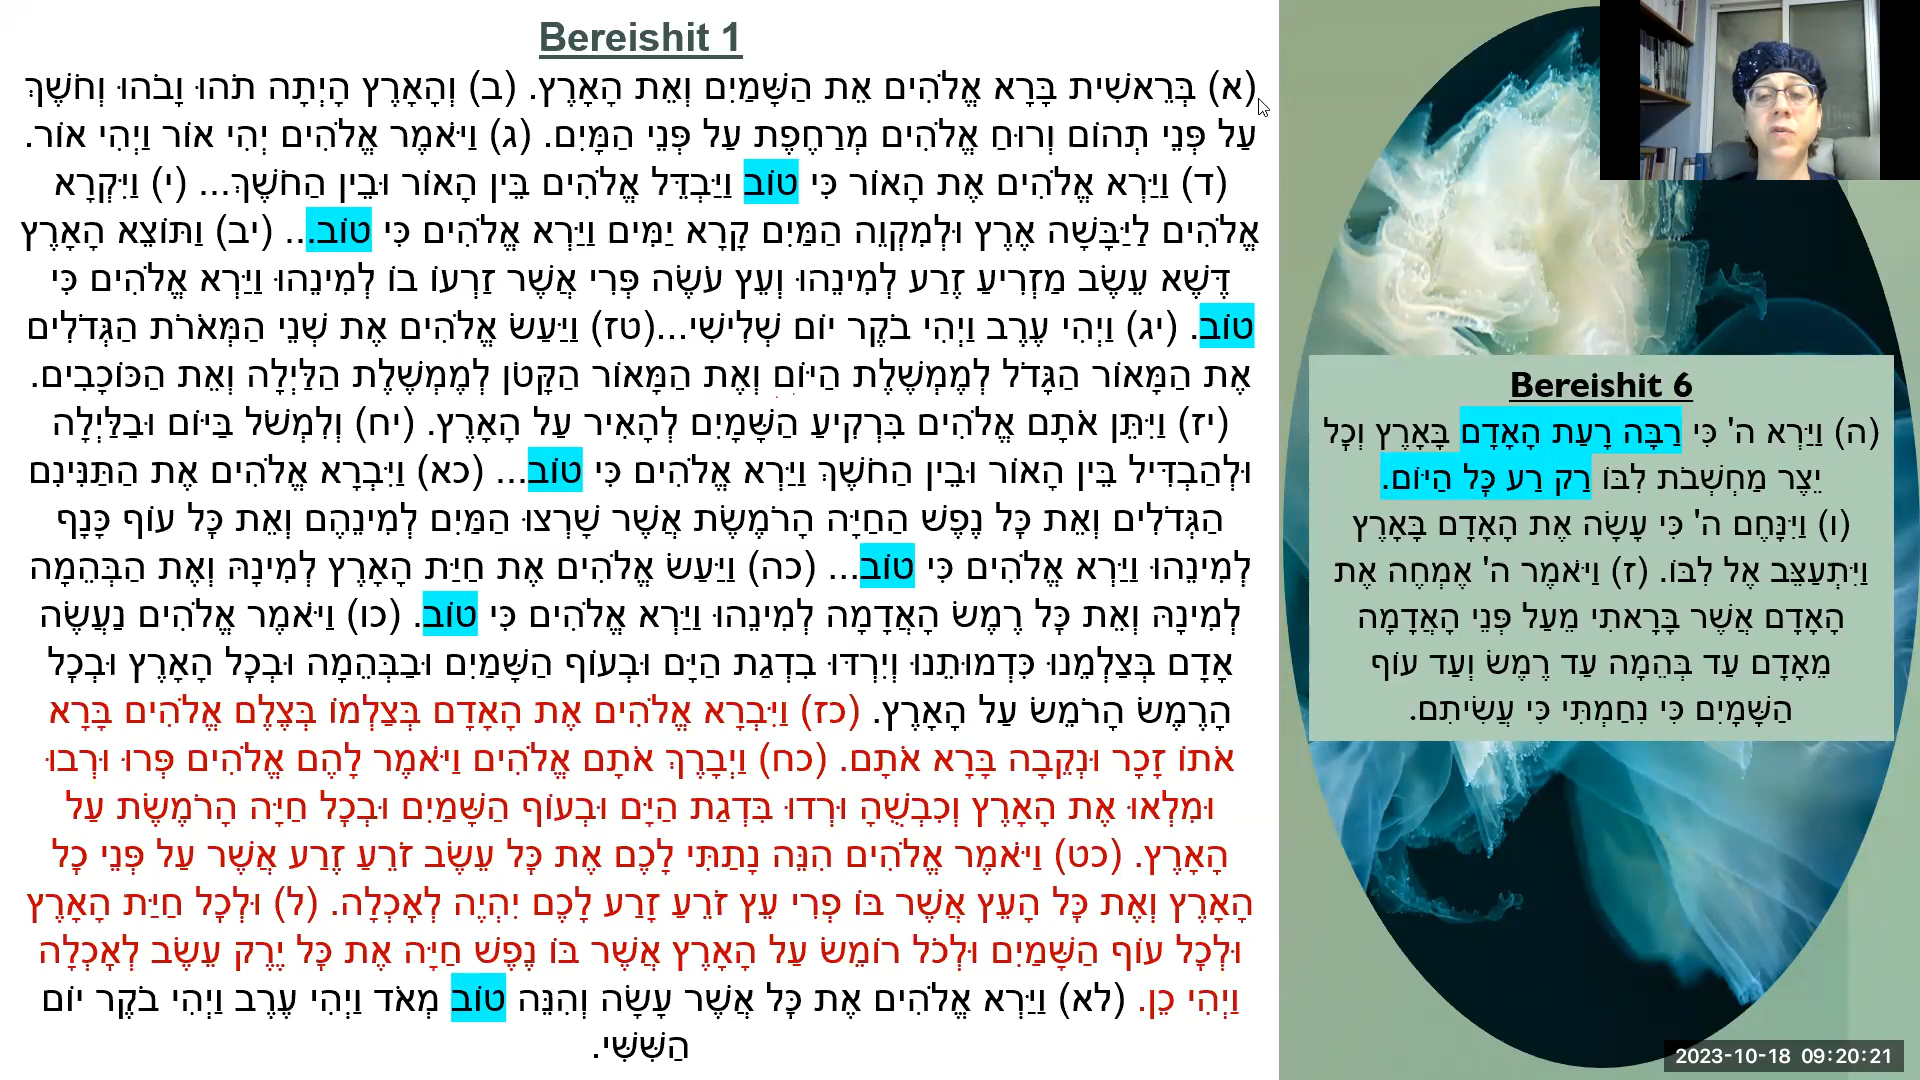 Bereishit 1
(א) בְּרֵאשִׁית בָּרָא אֱלֹהִים אֵת הַשָּׁמַיִם וְאֵת הָאָרֶץ. (ב) וְהָאָרֶץ הָיְתָה תֹהוּ וָבֹהוּ וְחֹשֶׁךְ
עַל פְּנֵי תְהוֹם וְרוּחַ אֱלֹהִים מְרַחֶפֶת עַל פְּנֵי הַמָּיִם. (ג) וַיֹּאמֶר אֱלֹהִים יְהִי אוֹר וַיְהִי אוֹר.
(ד) וַיַּרְא אֱלֹהִים אֶת הָאוֹר כִּי טוֹב וַיַּבְדֵּל אֱלֹהִים בֵּין הָאוֹר וּבֵין הַחֹשֶׁךְ... (י) וַיִּקְרָא
אֱלֹהִים לַיַּבָּשָׁה אֶרֶץ וּלְמִקְוֵה הַמַּיִם קָרָא יַמִּים וַיַּרְא אֱלֹהִים כִּי טוֹב... (יב) וַתּוֹצֵא הָאָרֶץ
דֶּשֶׁא עֵשֶׂב מַזְרִיעַ זֶרַע לְמִינֵהוּ וְעֵץ עֹשֶׂה פְּרִי אֲשֶׁר זַרְעוֹ בוֹ לְמִינֵהוּ וַיַּרְא אֱלֹהִים כִּי
טוֹב. (יג) וַיְהִי עֶרֶב וַיְהִי בֹקֶר יוֹם שְׁלִישִׁי...(טז) וַיַּעַשׂ אֱלֹהִים אֶת שְׁנֵי הַמְּאֹרֹת הַגְּדֹלִים
אֶת הַמָּאוֹר הַגָּדֹל לְמֶמְשֶׁלֶת הַיּוֹם וְאֶת הַמָּאוֹר הַקָּטֹן לְמֶמְשֶׁלֶת הַלַּיְלָה וְאֵת הַכּוֹכָבִים.
(יז) וַיִּתֵּן אֹתָם אֱלֹהִים בִּרְקִיעַ הַשָּׁמָיִם לְהָאִיר עַל הָאָרֶץ. (יח) וְלִמְשֹׁל בַּיּוֹם וּבַלַּיְלָה
וּלְהַבְדִּיל בֵּין הָאוֹר וּבֵין הַחֹשֶׁךְ וַיַּרְא אֱלֹהִים כִּי טוֹב... (כא) וַיִּבְרָא אֱלֹהִים אֶת הַתַּנִּינִם
הַגְּדֹלִים וְאֵת כָּל נֶפֶשׁ הַחַיָּה הָרֹמֶשֶׂת אֲשֶׁר שָׁרְצוּ הַמַּיִם לְמִינֵהֶם וְאֵת כָּל עוֹף כָּנָף
לְמִינֵהוּ וַיַּרְא אֱלֹהִים כִּי טוֹב... (כה) וַיַּעַשׂ אֱלֹהִים אֶת חַיַּת הָאָרֶץ לְמִינָהּ וְאֶת הַבְּהֵמָה
לְמִינָהּ וְאֵת כָּל רֶמֶשׂ הָאֲדָמָה לְמִינֵהוּ וַיַּרְא אֱלֹהִים כִּי טוֹב. (כו) וַיֹּאמֶר אֱלֹהִים נַעֲשֶׂה
אָדָם בְּצַלְמֵנוּ כִּדְמוּתֵנוּ וְיִרְדּוּ בִדְגַת הַיָּם וּבְעוֹף הַשָּׁמַיִם וּבַבְּהֵמָה וּבְכָל הָאָרֶץ וּבְכָל
הָרֶמֶשׂ הָרֹמֵשׂ עַל הָאָרֶץ. (כז) וַיִּבְרָא אֱלֹהִים אֶת הָאָדָם בְּצַלְמוֹ בְּצֶלֶם אֱלֹהִים בָּרָא
אֹתוֹ זָכָר וּנְקֵבָה בָּרָא אֹתָם. (כח) וַיְבָרֶךְ אֹתָם אֱלֹהִים וַיֹּאמֶר לָהֶם אֱלֹהִים פְּרוּ וּרְבוּ
וּמִלְאוּ אֶת הָאָרֶץ וְכִבְשֻׁהָ וּרְדוּ בִּדְגַת הַיָּם וּבְעוֹף הַשָּׁמַיִם וּבְכָל חַיָּה הָרֹמֶשֶׂת עַל
הָאָרֶץ. (כט) וַיֹּאמֶר אֱלֹהִים הִנֵּה נָתַתִּי לָכֶם אֶת כָּל עֵשֶׂב זֹרֵעַ זֶרַע אֲשֶׁר עַל פְּנֵי כָל
הָאָרֶץ וְאֶת כָּל הָעֵץ אֲשֶׁר בּוֹ פְרִי עֵץ זֹרֵעַ זָרַע לָכֶם יִהְיֶה לְאָכְלָה. (ל) וּלְכָל חַיַּת הָאָרֶץ
וּלְכָל עוֹף הַשָּׁמַיִם וּלְכֹל רוֹמֵשׂ עַל הָאָרֶץ אֲשֶׁר בּוֹ נֶפֶשׁ חַיָּה אֶת כָּל יֶרֶק עֵשֶׂב לְאָכְלָה
וַיְהִי כֵן. (לא) וַיַּרְא אֱלֹהִים אֶת כָּל אֲשֶׁר עָשָׂה וְהִנֵּה טוֹב מְאֹד וַיְהִי עֶרֶב וַיְהִי בֹקֶר יוֹם
הַשִּׁשִּׁי.
Bereishit 6
(ה) וַיַּרְא ה' כִּי רַבָּה רָעַת הָאָדָם בָּאָרֶץ וְכָל
יֵצֶר מַחְשְׁבֹת לִבּוֹ רַק רַע כָּל הַיּוֹם.
(ו) וַיִּנָּחֶם ה' כִּי עָשָׂה אֶת הָאָדָם בָּאָרֶץ
וַיִּתְעַצֵּב אֶל לִבּוֹ. (ז) וַיֹּאמֶר ה' אֶמְחֶה אֶת
הָאָדָם אֲשֶׁר בָּרָאתִי מֵעַל פְּנֵי הָאֲדָמָה
מֵאָדָם עַד בְּהֵמָה עַד רֶמֶשׂ וְעַד עוֹף
הַשָּׁמָיִם כִּי נִחַמְתִּי כִּי עֲשִׂיתִם.
2023-10-18 09:20:21